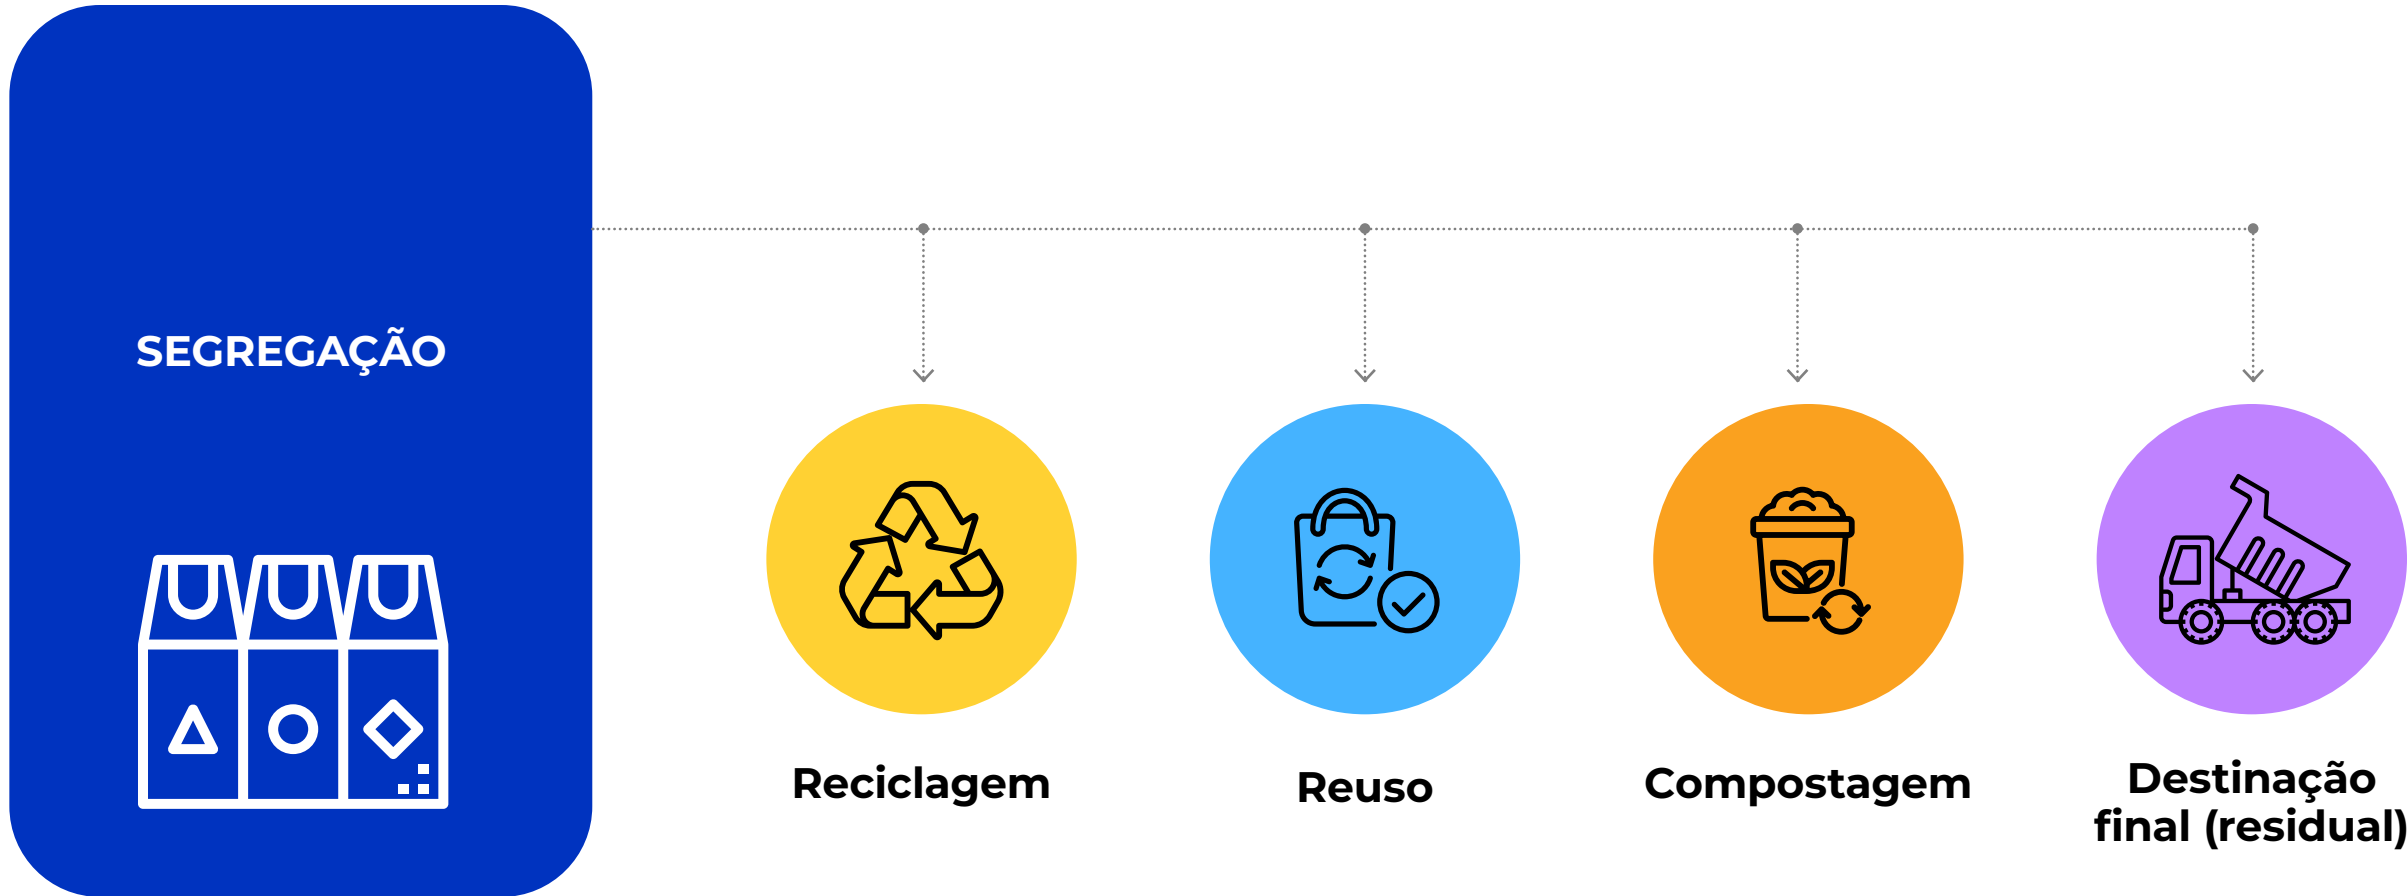 SEGREGAÇÃO
Reciclagem
Reuso
Compostagem
Destinação
final (residual)